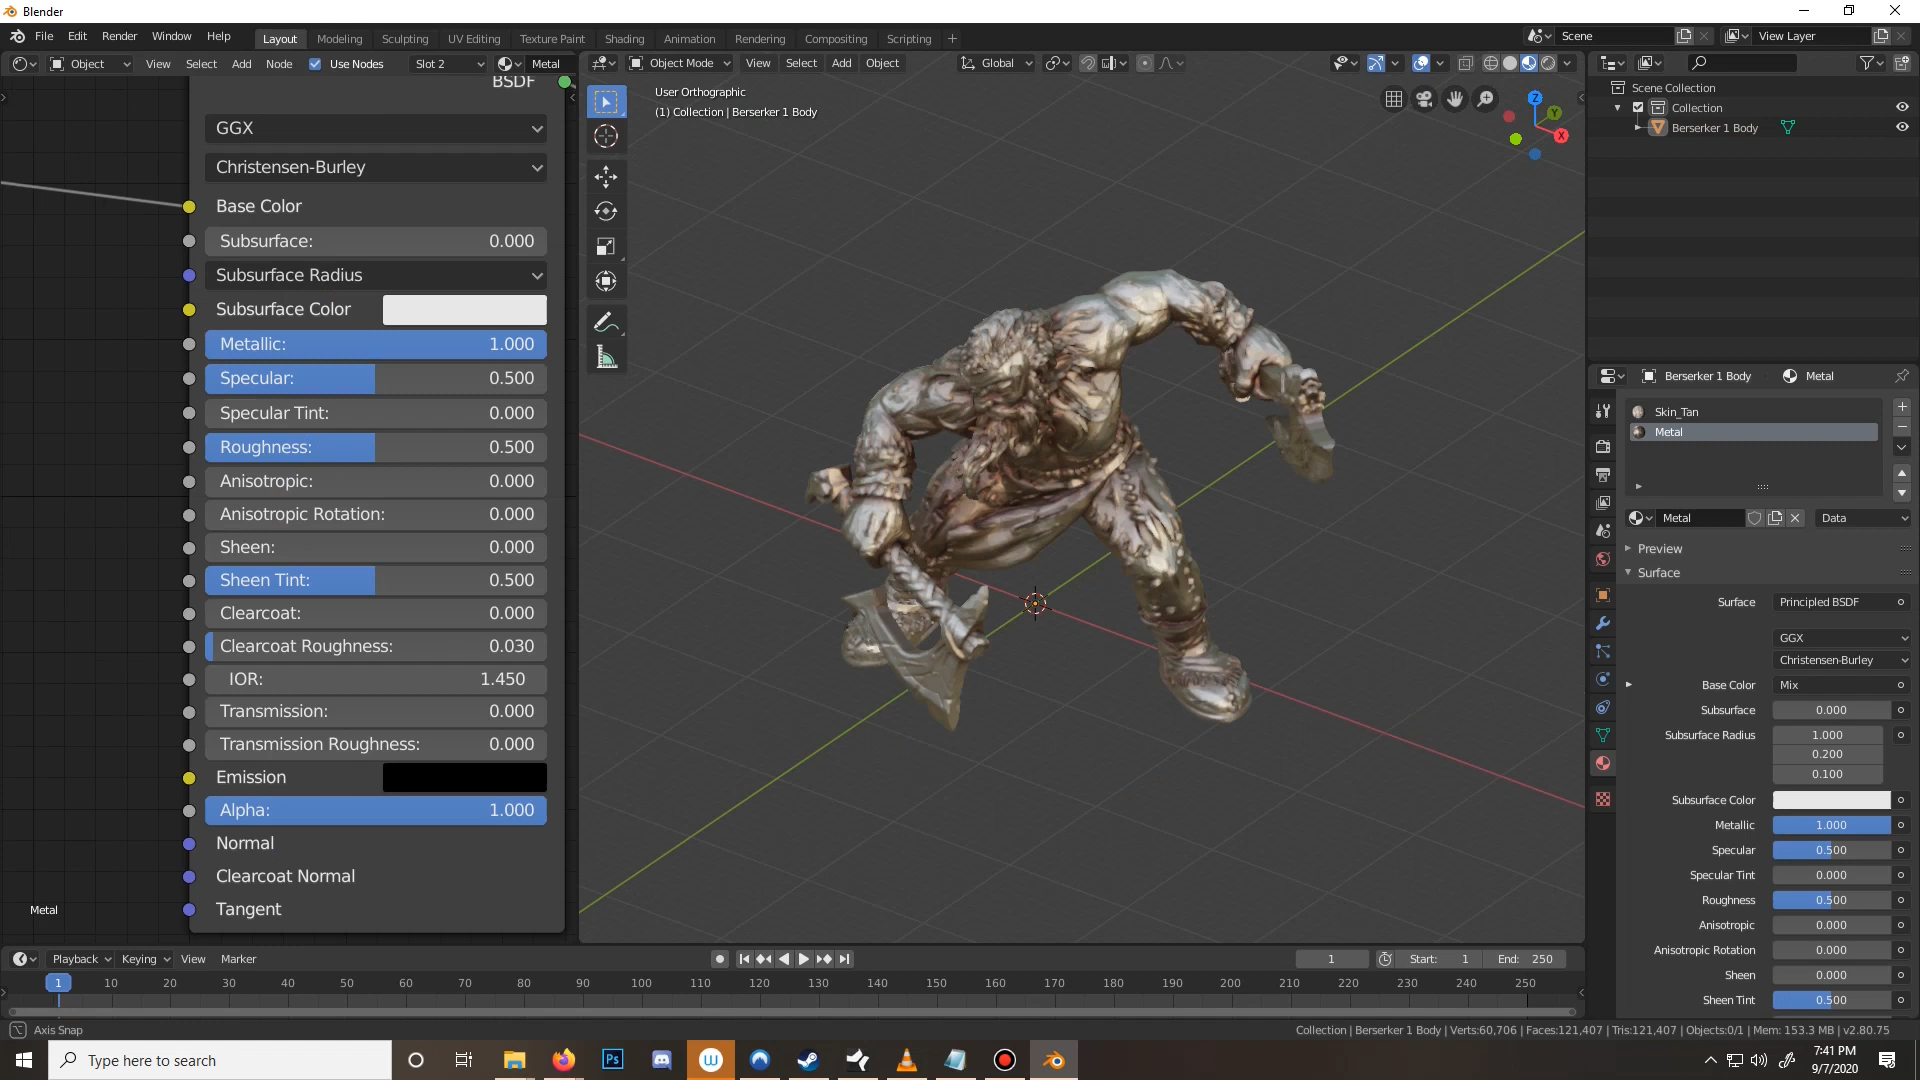 Blender
File Edit Render Window Help
Layout Modeling Sculpting UV Editing Texture Paint Shading Animation Rendering Compositing Scripting
Scene
View Layer
Object View Select Add Node Use Nodes Slot 2 Metal
Object Mode View Select Add Object Global
BSDF
GGX
Christensen-Burley
Base Color
Subsurface: 0.000
Subsurface Radius
Subsurface Color
Metallic: 1.000
Specular: 0.500
Specular Tint: 0.000
Roughness: 0.500
Anisotropic: 0.000
Anisotropic Rotation: 0.000
Sheen: 0.000
Sheen Tint: 0.500
Clearcoat: 0.000
Clearcoat Roughness: 0.030
IOR: 1.450
Transmission: 0.000
Transmission Roughness: 0.000
Emission
Alpha: 1.000
Normal
Clearcoat Normal
Tangent
Metal
User Orthographic
(1) Collection | Berserker 1 Body
Z
Y
X
Scene Collection
Collection
Berserker 1 Body
Berserker 1 Body Metal
Skin_Tan
Metal
Metal Data
Preview
Surface
Surface Principled BSDF
GGX
Christensen-Burley
Base Color Mix
Subsurface 0.000
Subsurface Radius 1.000
0.200
0.100
Subsurface Color
Metallic 1.000
Specular 0.500
Specular Tint 0.000
Roughness 0.500
Anisotropic 0.000
Anisotropic Rotation 0.000
Sheen 0.000
Sheen Tint 0.500
Playback Keying View Marker
1 Start: 1 End: 250
1 10 20 30 40 50 60 70 80 90 100 110 120 130 140 150 160 170 180 190 200 210 220 230 240 250
Axis Snap
Collection | Berserker 1 Body | Verts:60,706 | Faces:121,407 | Tris:121,407 | Objects:0/1 | Mem: 153.3 MB | v2.80.75
Type here to search
Ps
W
7:41 PM
9/7/2020